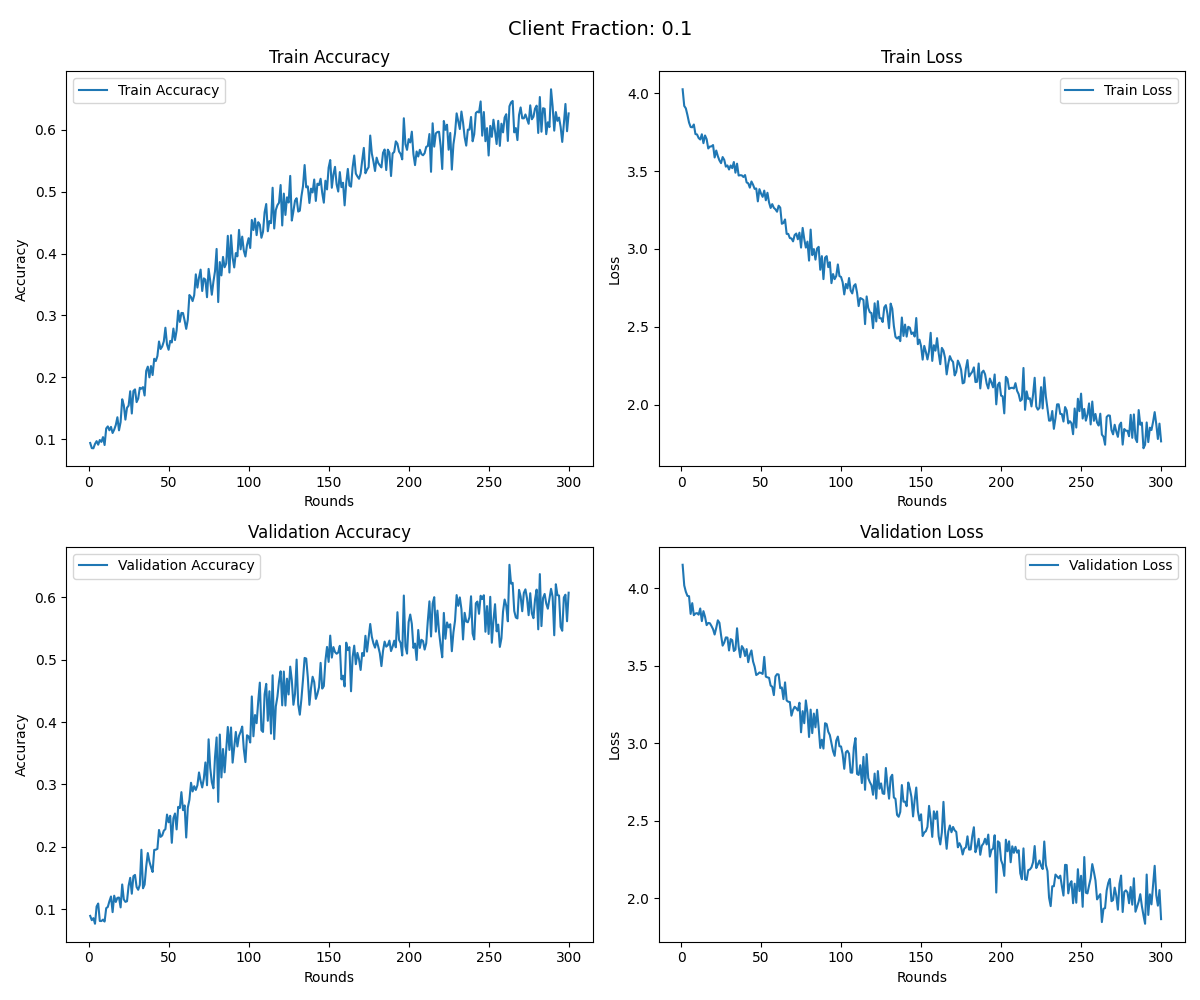 Client Fraction: 0.1
Train Accuracy
Train Accuracy
Accuracy
0.6
0.5
0.4
0.3
0.2
0.1
0 50 100 150 200 250 300
Rounds
Train Loss
Train Loss
Loss
4.0
3.5
3.0
2.5
2.0
0 50 100 150 200 250 300
Rounds
Validation Accuracy
Validation Accuracy
Accuracy
0.6
0.5
0.4
0.3
0.2
0.1
0 50 100 150 200 250 300
Rounds
Validation Loss
Validation Loss
Loss
4.0
3.5
3.0
2.5
2.0
0 50 100 150 200 250 300
Rounds